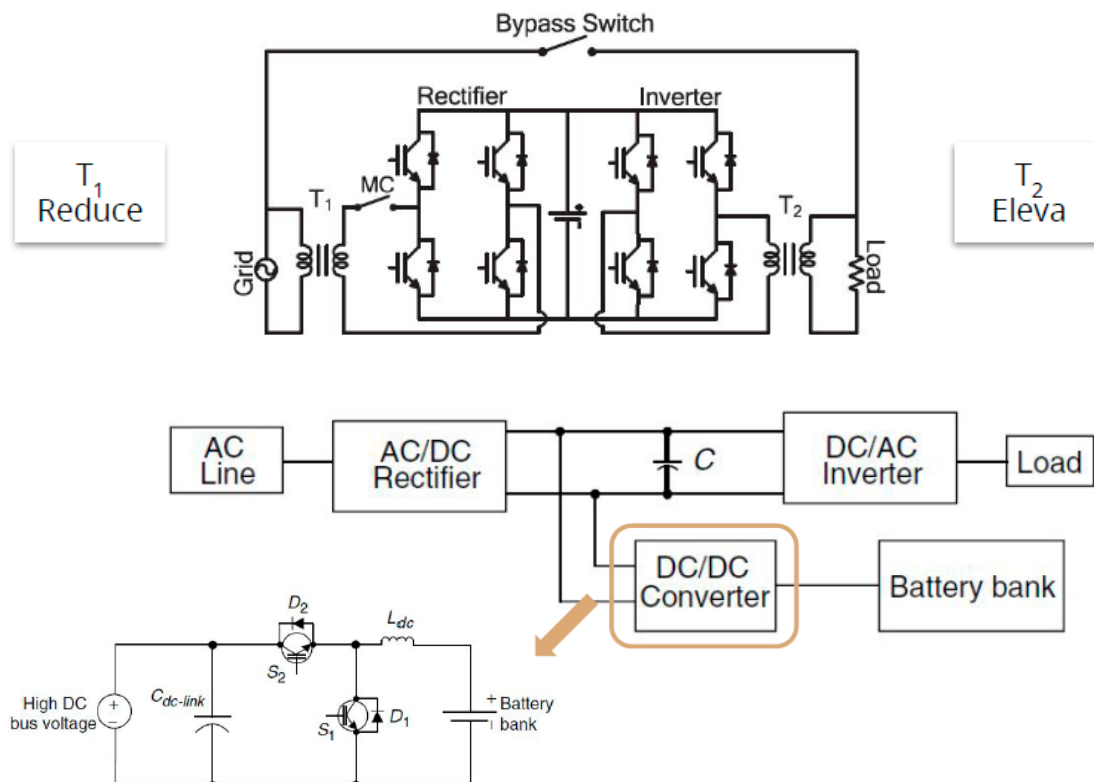 Bypass Switch
Rectifier
Inverter
T1
Reduce
T1
MC
T2
T2
Eleva
Grid
Load
AC
Line
AC/DC
Rectifier
C
DC/AC
Inverter
Load
DC/DC
Converter
Battery bank
D2
Ldc
S2
High DC
bus voltage
+
−
Cdc-link
S1
D1
+
Battery
bank